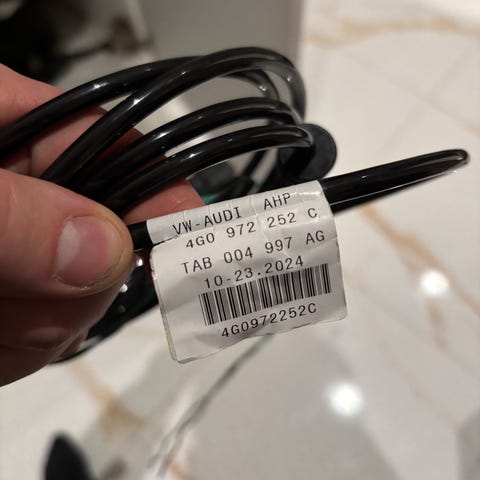 VW-AUDI AHP
4G0 972 252 C
TAB 004 997 AG
10-23.2024
4G0972252C